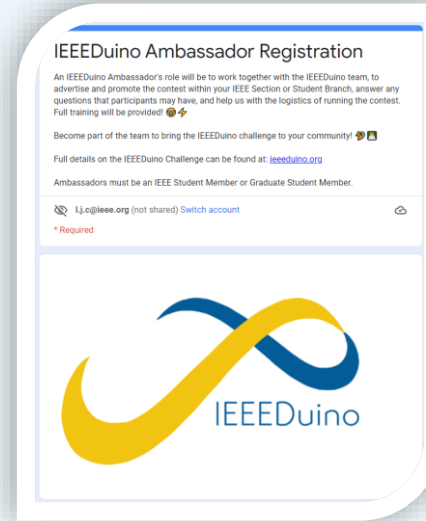 IEEEDuino Ambassador Registration
An IEEEDuino Ambassador's role will be to work together with the IEEEDuino team, to
advertise and promote the contest within your IEEE Section or Student Branch, answer any
questions that participants may have, and help us with the logistics of running the contest.
Full training will be provided!
Become part of the team to bring the IEEEDuino challenge to your community!
Full details on the IEEEDuino Challenge can be found at: ieeeduino.org
Ambassadors must be an IEEE Student Member or Graduate Student Member.
l.j.c@ieee.org (not shared) Switch account
* Required
IEEEDuino